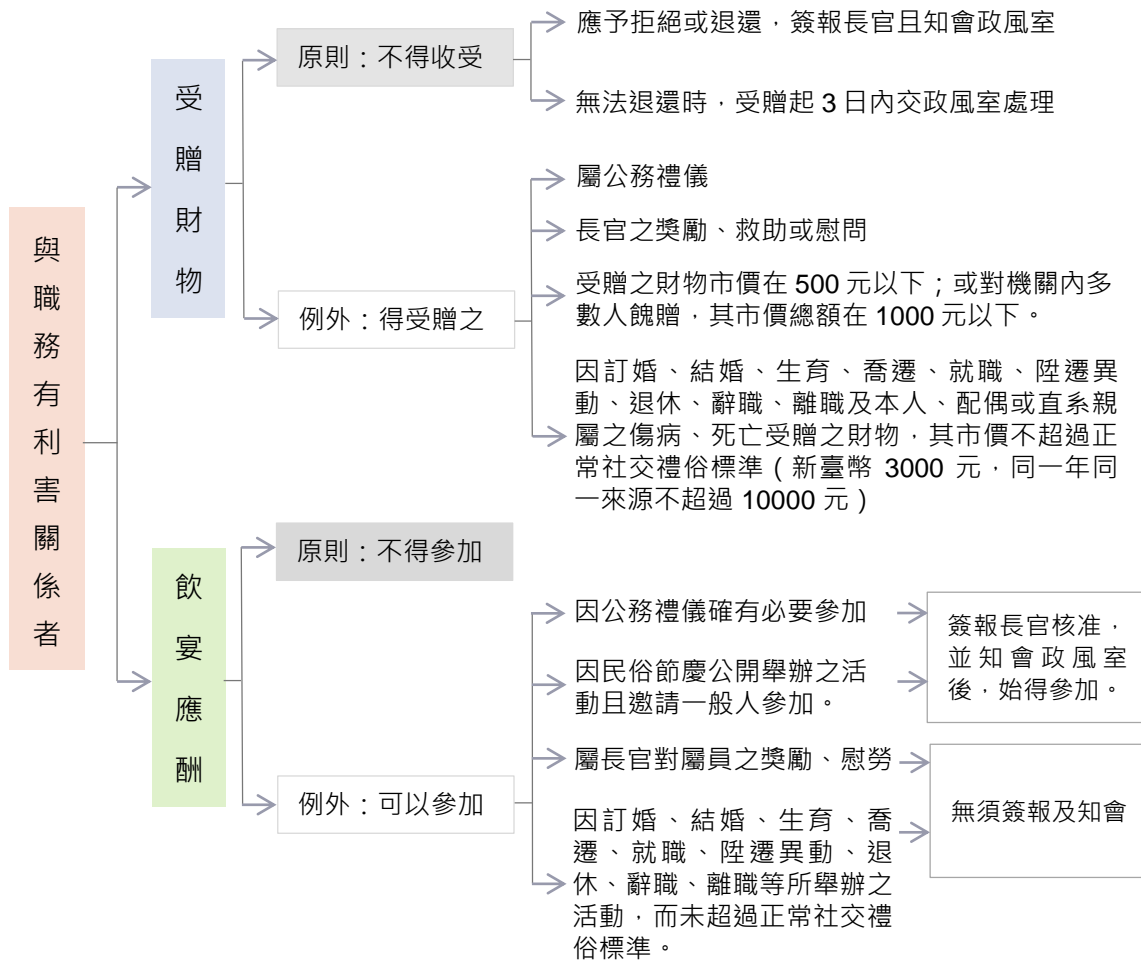 與職務有利害關係者
受贈財物
原則：不得收受
應予拒絕或退還，簽報長官且知會政風室
無法退還時，受贈起 3 日內交政風室處理
例外：得受贈之
屬公務禮儀
長官之獎勵、救助或慰問
受贈之財物市價在 500 元以下；或對機關內多
數人餽贈，其市價總額在 1000 元以下。
因訂婚、結婚、生育、喬遷、就職、陞遷異
動、退休、辭職、離職及本人、配偶或直系親
屬之傷病、死亡受贈之財物，其市價不超過正
常社交禮俗標準（新臺幣 3000 元，同一年同
一來源不超過 10000 元）
飲宴應酬
原則：不得參加
例外：可以參加
因公務禮儀確有必要參加
因民俗節慶公開舉辦之活
動且邀請一般人參加。
簽報長官核准，
並知會政風室
後，始得參加。
屬長官對屬員之獎勵、慰勞
因訂婚、結婚、生育、喬
遷、就職、陞遷異動、退
休、辭職、離職等所舉辦之
活動，而未超過正常社交禮
俗標準。
無須簽報及知會